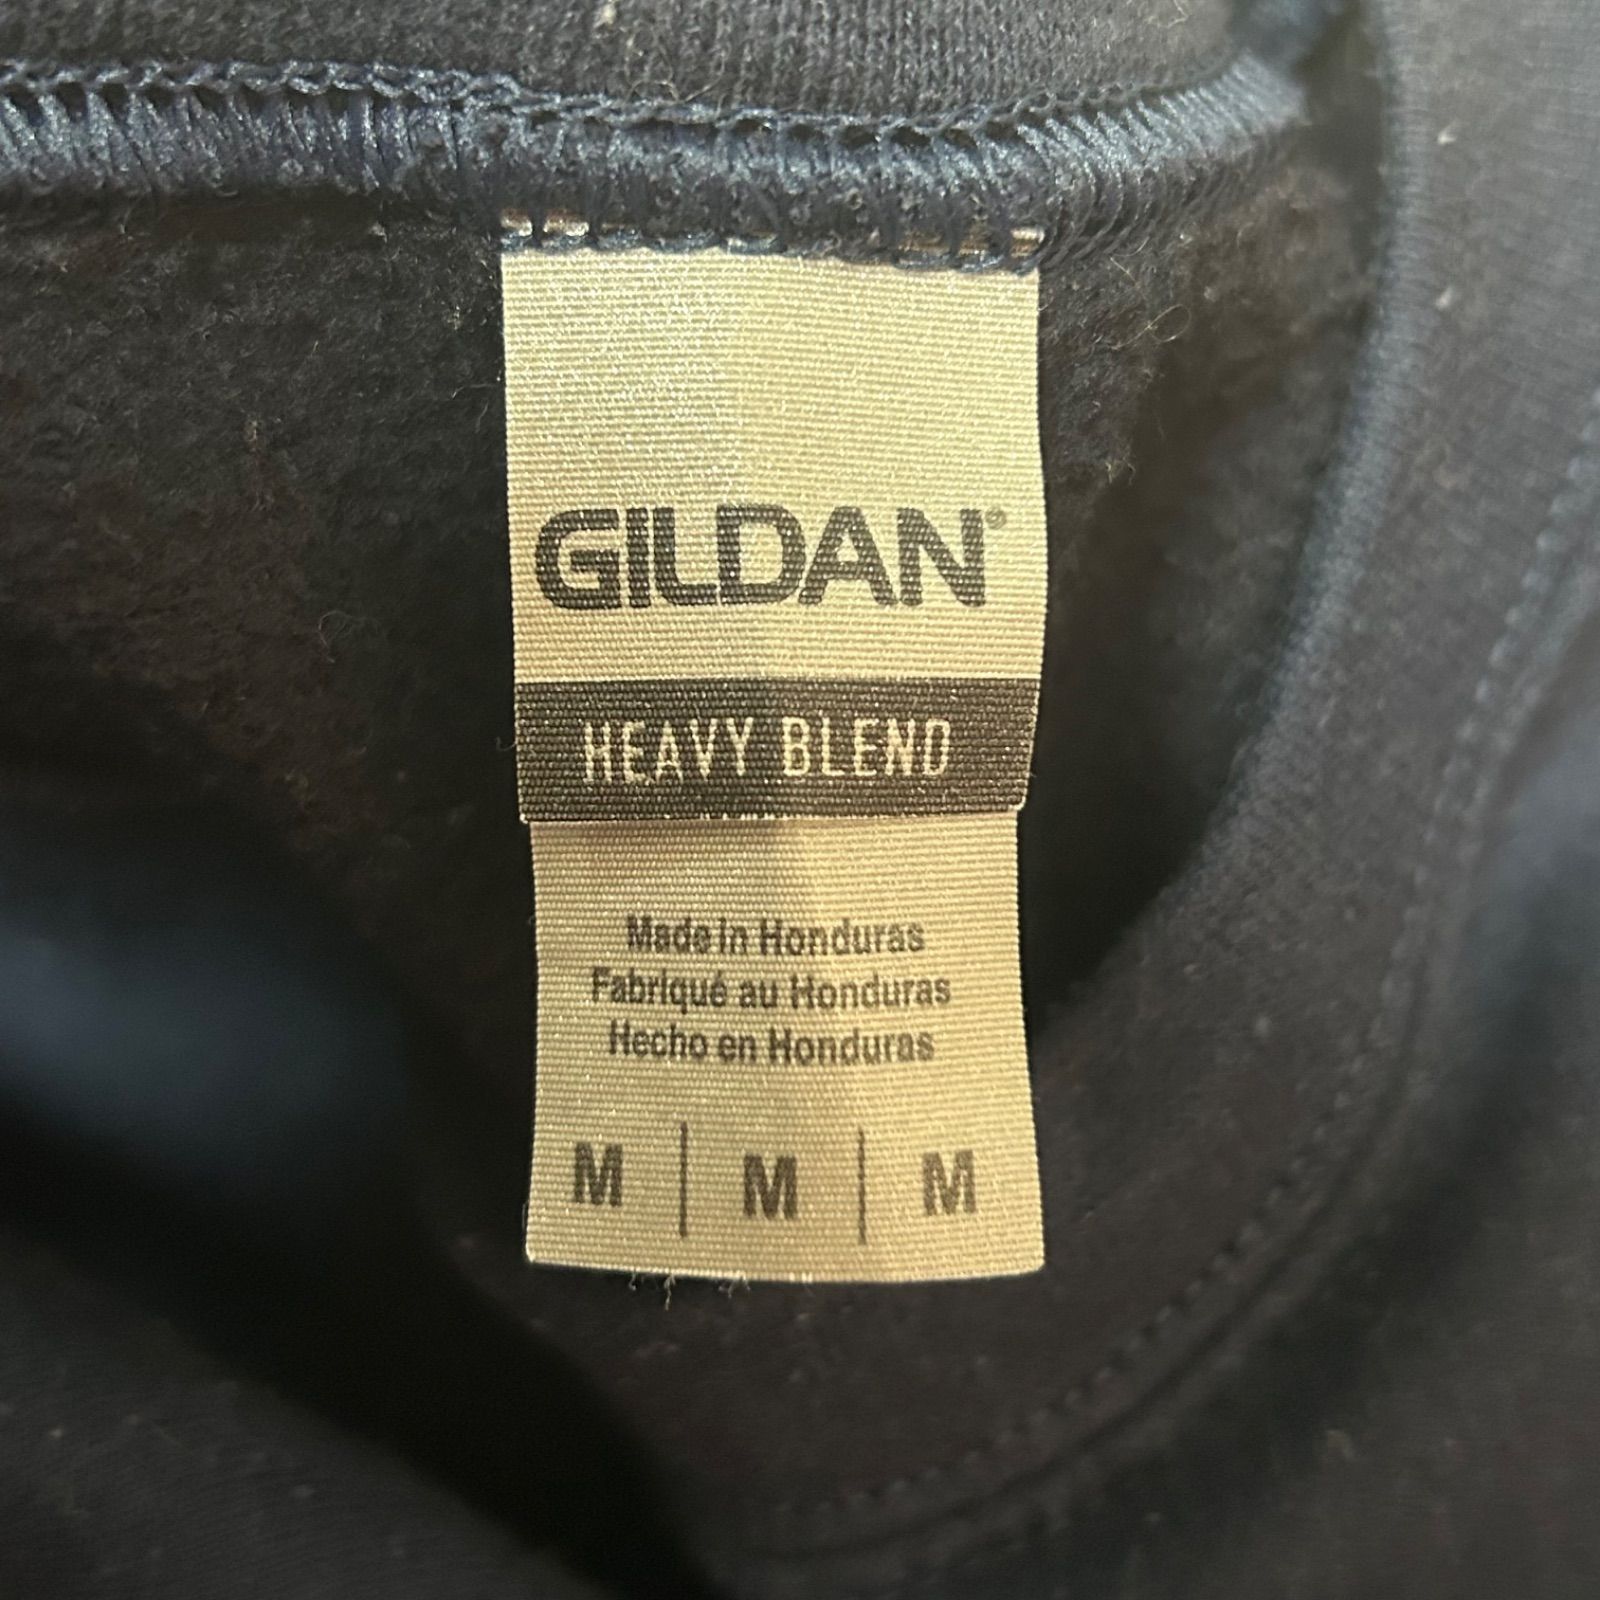 GILDAN®
HEAVY BLEND
Made in Honduras
Fabriqué au Honduras
Hecho en Honduras
M | M | M